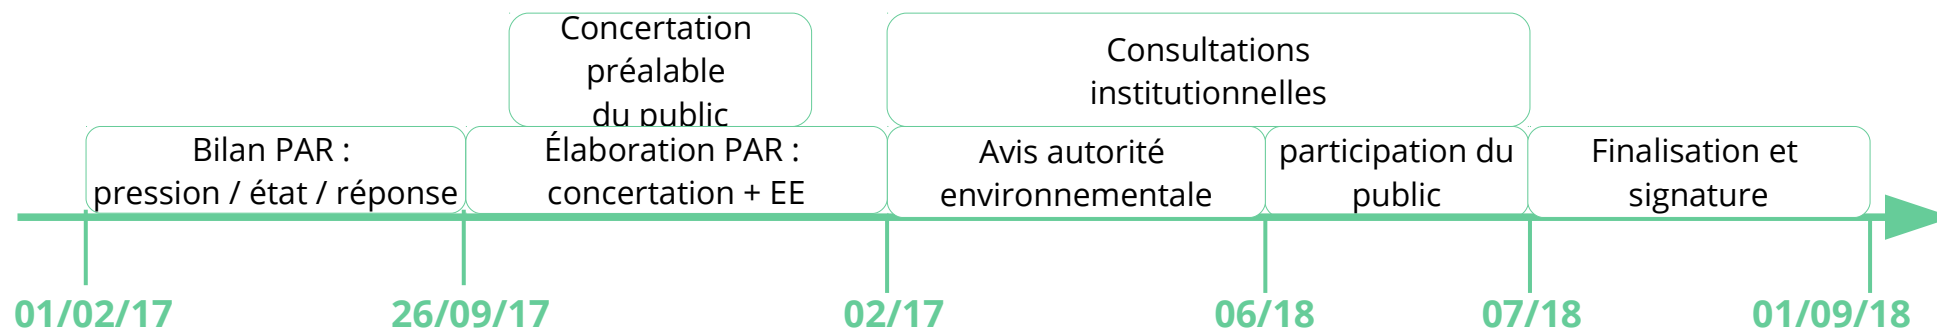 Concertation
préalable
du public
Consultations
institutionnelles
Bilan PAR :
pression / état / réponse
Élaboration PAR :
concertation + EE
Avis autorité
environnementale
participation du
public
Finalisation et
signature
01/02/17
26/09/17
02/17
06/18
07/18
01/09/18